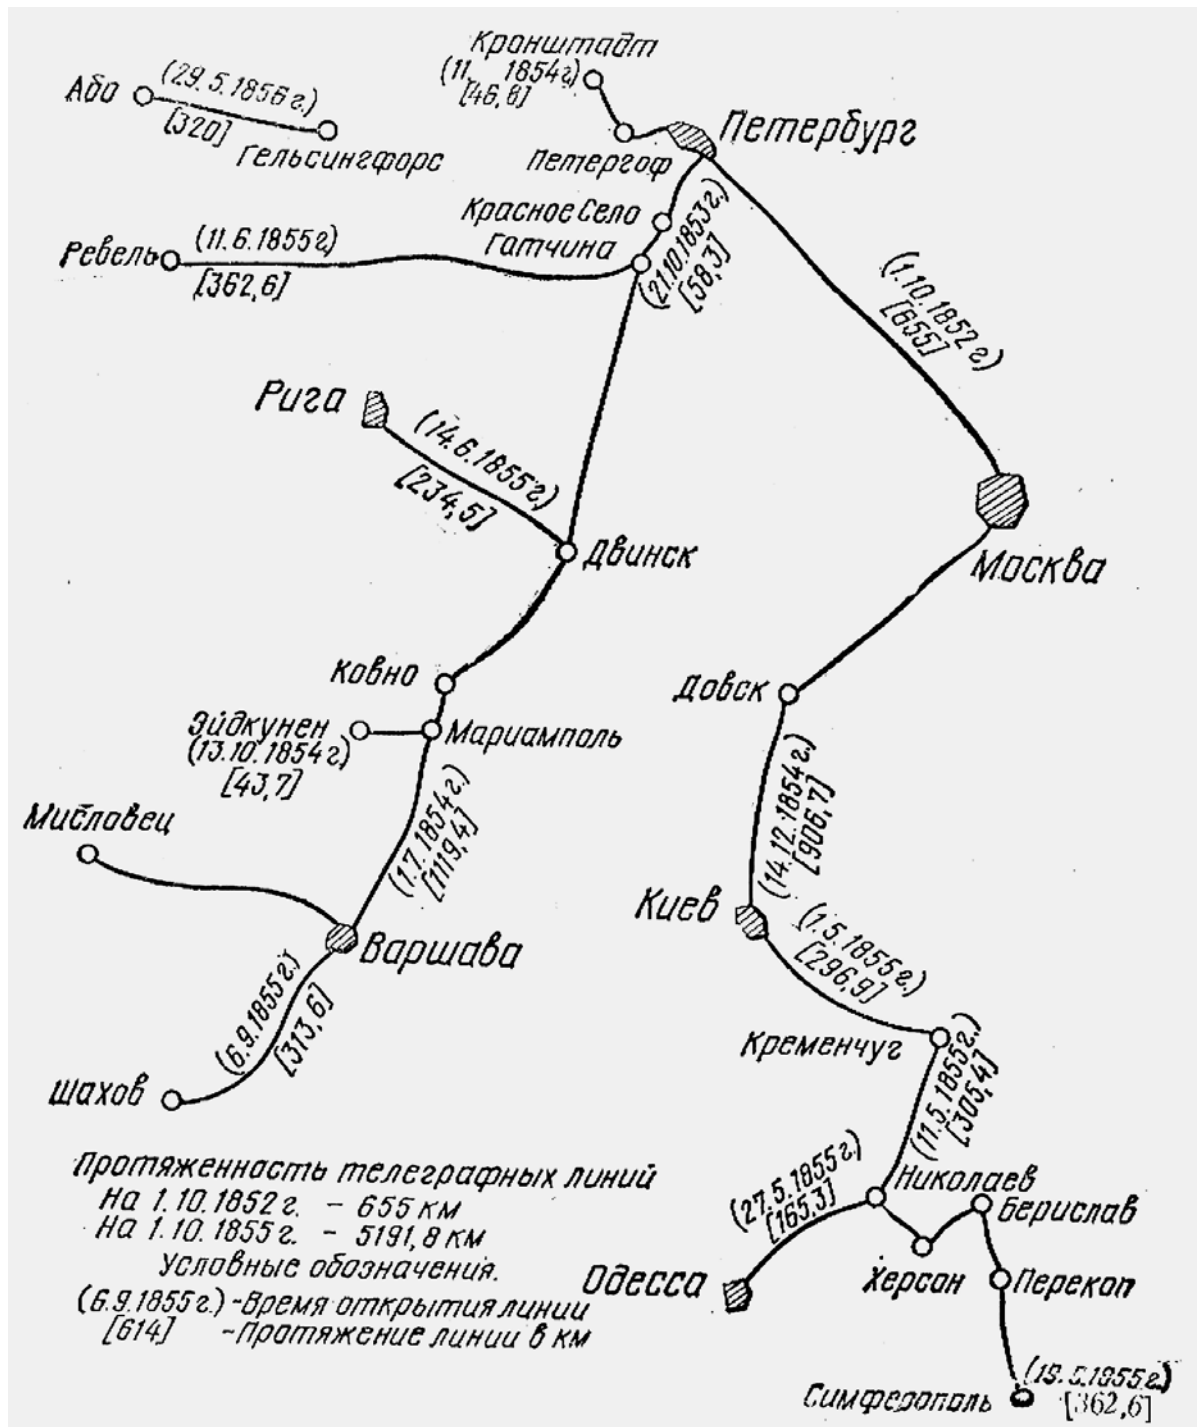 Кронштадт
(11. 1854г.)
[46,8]
Або
(29.5.1856г.)
[320]
Гельсингфорс
Петергоф
Петербург
Красное Село
Гатчина
(21.10.1853г.)
[58,3]
Ревель
(11.6.1855г)
[362,6]
(1.10.1852г)
[655]
Рига
(14.6.1855г.)
[234,5]
Двинск
Москва
Ковно
Довск
Эйдкунен
(13.10.1854г)
[43,7]
Мариамполь
(1.7.1854г.)
[1119,4]
(14.12.1854г.)
[906,7]
Мисловец
Киев
(1.5.1855г.)
[296,9]
Варшава
(6.9.1855г.)
[313,6]
Кременчуг
(11.5.1855г.)
[305,4]
Шахов
(27.5.1855г.)
[165,3]
Николаев
Берислав
Одесса
Херсон
Перекоп
Симферополь
[362,6]
Протяженность телеграфных линий
На 1.10.1852г. – 655 км
На 1.10.1855г. – 5191,8 км
Условные обозначения.
(6.9.1855г.) -Время открытия линии
[614] -Протяжение линии в км